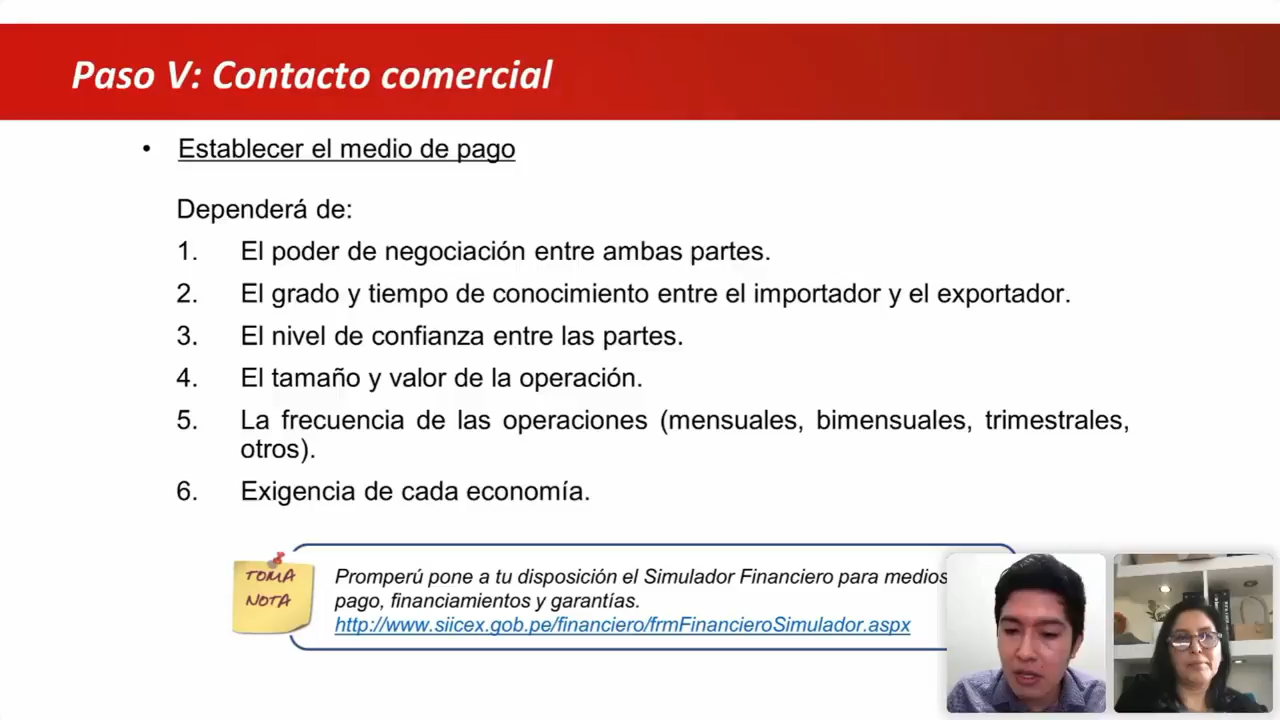 Paso V: Contacto comercial
• Establecer el medio de pago
Dependerá de:
1. El poder de negociación entre ambas partes.
2. El grado y tiempo de conocimiento entre el importador y el exportador.
3. El nivel de confianza entre las partes.
4. El tamaño y valor de la operación.
5. La frecuencia de las operaciones (mensuales, bimensuales, trimestrales,
otros).
6. Exigencia de cada economía.
TOMA
NOTA
Promperú pone a tu disposición el Simulador Financiero para medios
pago, financiamientos y garantías.
http://www.siicex.gob.pe/financiero/frmFinancieroSimulador.aspx